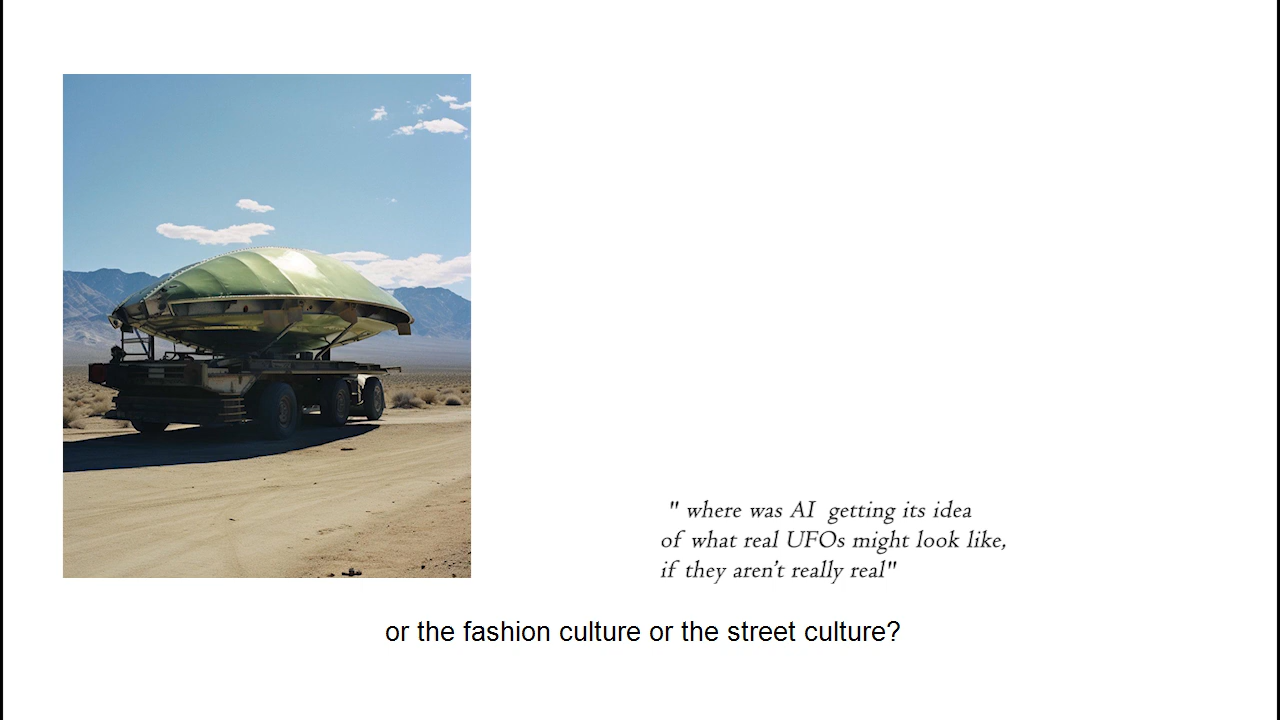 " where was AI getting its idea
of what real UFOs might look like,
if they aren't really real"
or the fashion culture or the street culture?